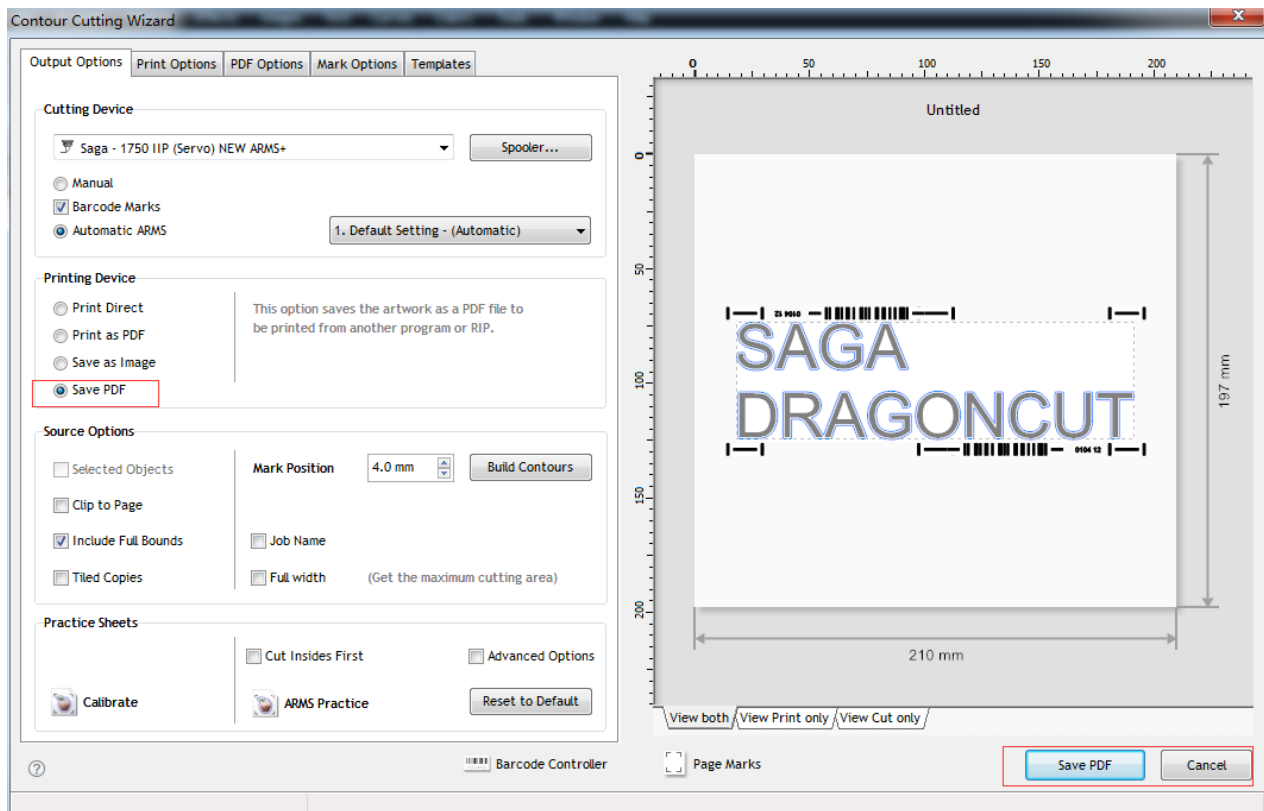 Contour Cutting Wizard
Output Options
Print Options
PDF Options
Mark Options
Templates
Cutting Device
Saga - 1750 IIP (Servo) NEW ARMS+
Spooler...
Manual
Barcode Marks
Automatic ARMS
1. Default Setting - (Automatic)
Printing Device
Print Direct
This option saves the artwork as a PDF file to
be printed from another program or RIP.
Print as PDF
Save as Image
Save PDF
Source Options
Selected Objects
Mark Position
4.0 mm
Build Contours
Clip to Page
Include Full Bounds
Job Name
Tiled Copies
Full width
(Get the maximum cutting area)
Practice Sheets
Cut Insides First
Advanced Options
Calibrate
ARMS Practice
Reset to Default
Barcode Controller
0 50 100 150 200
0
50
100
150
200
Untitled
0104 12
SAGA
DRAGONCUT
0104 12
197 mm
210 mm
View both
View Print only
View Cut only
Page Marks
Save PDF
Cancel